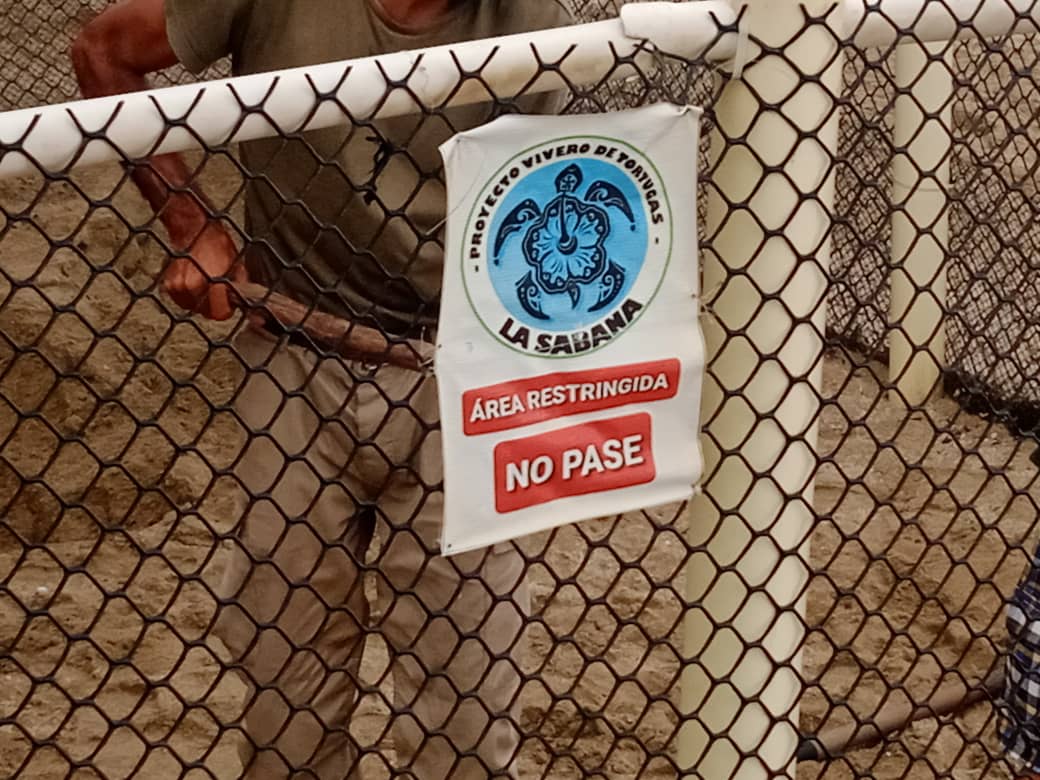 - PROYECTO VIVERO DE TORTUGAS -
LA SABANA
ÁREA RESTRINGIDA
NO PASE